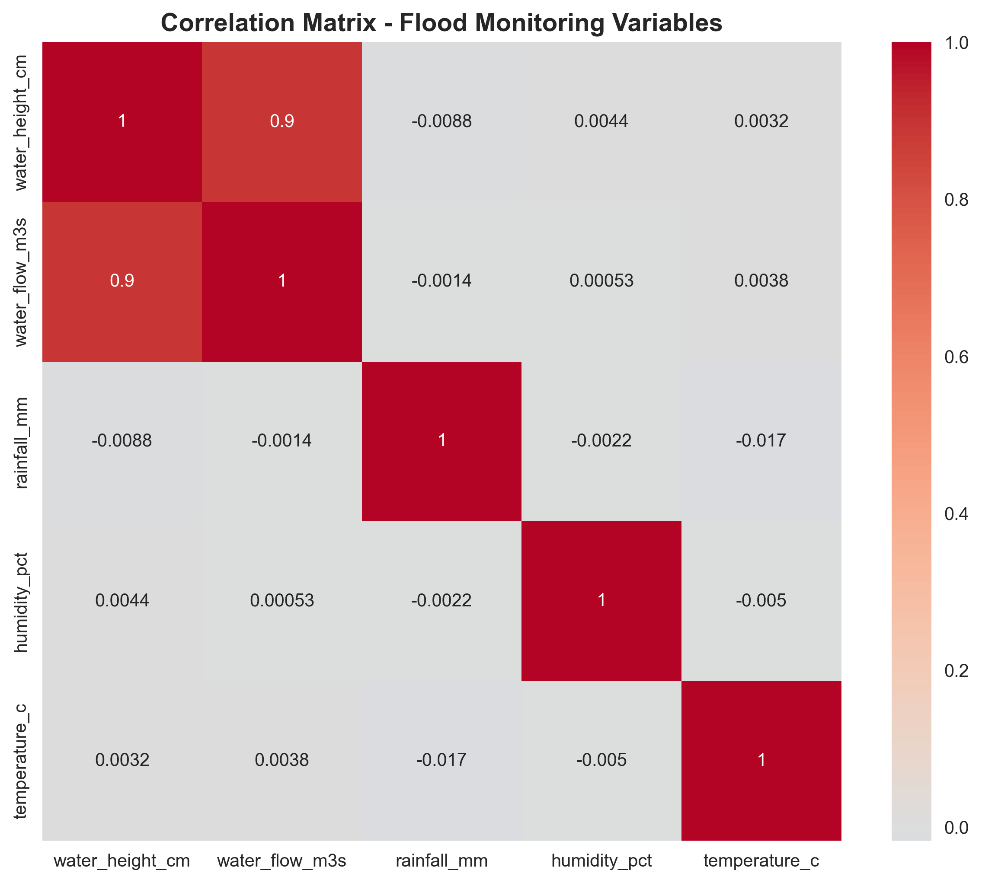 Correlation Matrix - Flood Monitoring Variables
water_height_cm
1
0.9
-0.0088
0.0044
0.0032
water_flow_m3s
0.9
1
-0.0014
0.00053
0.0038
rainfall_mm
-0.0088
-0.0014
1
-0.0022
-0.017
humidity_pct
0.0044
0.00053
-0.0022
1
-0.005
temperature_c
0.0032
0.0038
-0.017
-0.005
1
water_height_cm
water_flow_m3s
rainfall_mm
humidity_pct
temperature_c
1.0
0.8
0.6
0.4
0.2
0.0